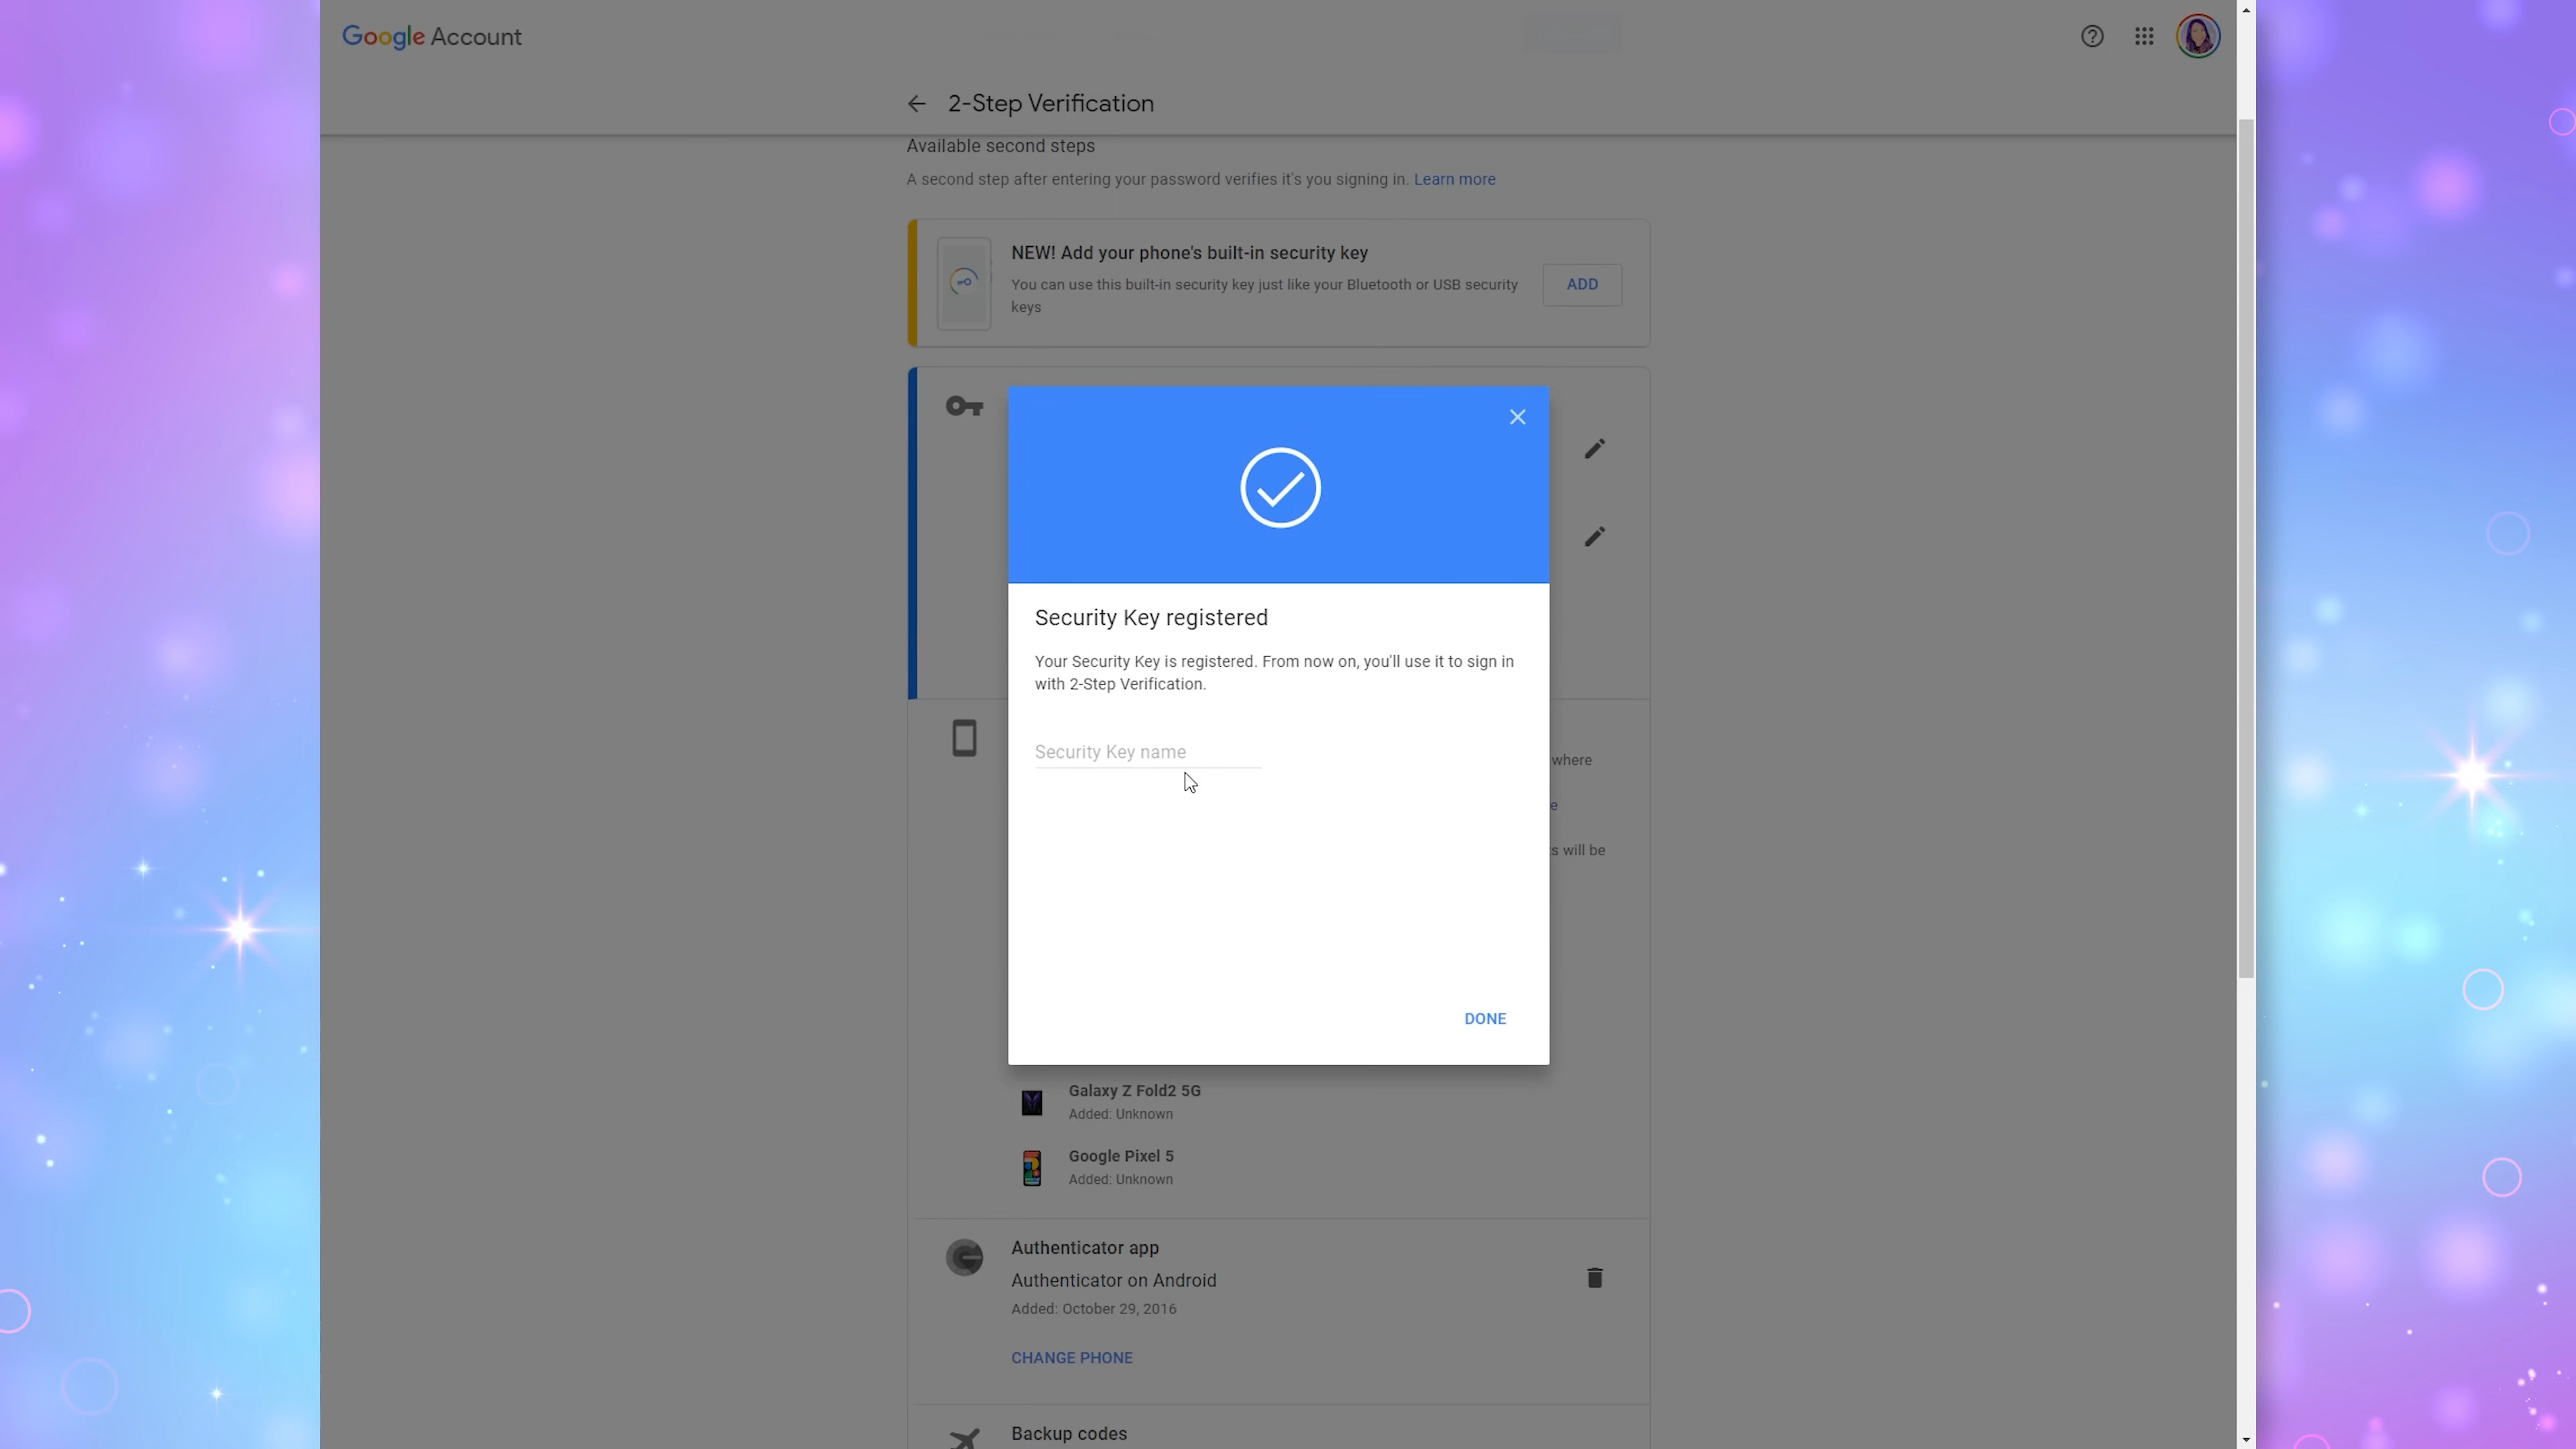 Google Account
2-Step Verification
Available second steps
A second step after entering your password verifies it's you signing in. Learn more
NEW! Add your phone's built-in security key
You can use this built-in security key just like your Bluetooth or USB security
keys
ADD
Security Key registered
Your Security Key is registered. From now on, you'll use it to sign in
with 2-Step Verification.
Security Key name
where
e
s will be
DONE
Galaxy Z Fold2 5G
Added: Unknown
Google Pixel 5
Added: Unknown
Authenticator app
Authenticator on Android
Added: October 29, 2016
CHANGE PHONE
Backup codes